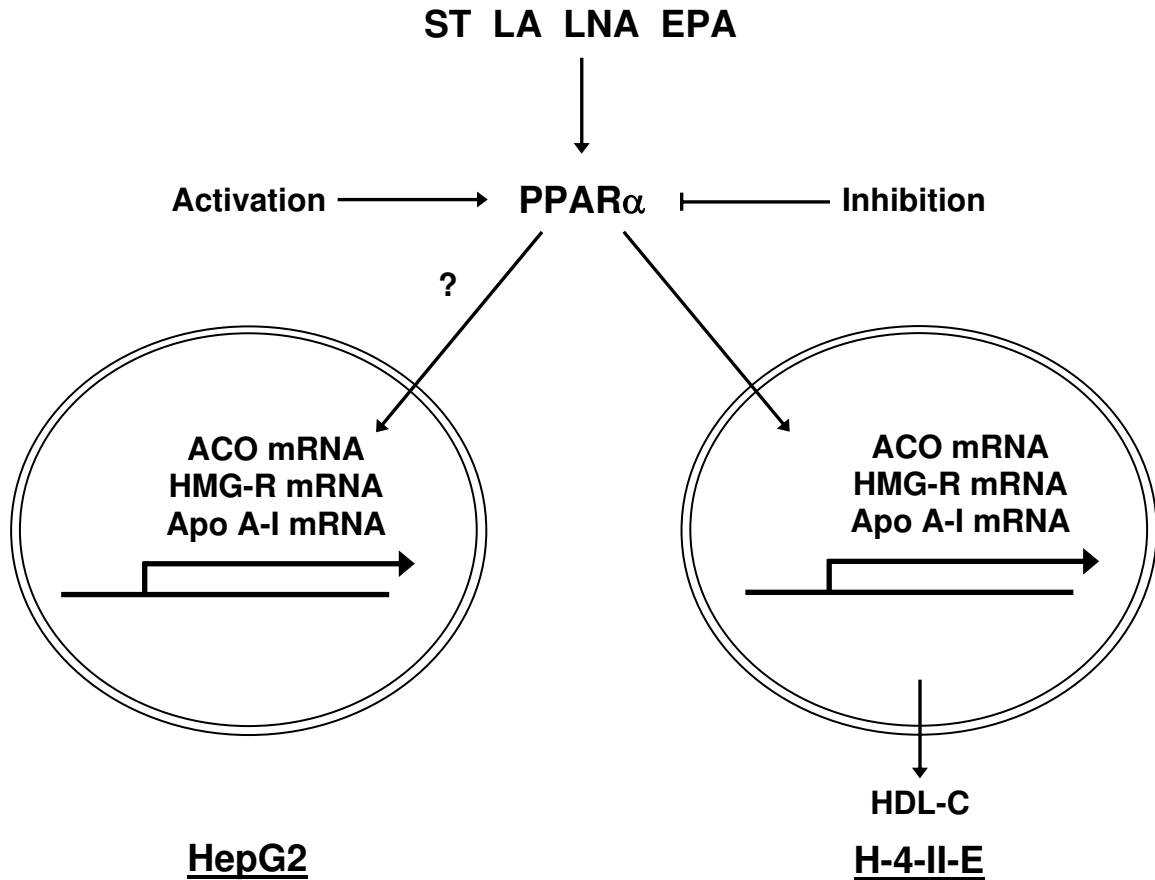 ST LA LNA EPA
Activation
PPARα
Inhibition
?
ACO mRNA
HMG-R mRNA
Apo A-I mRNA
ACO mRNA
HMG-R mRNA
Apo A-I mRNA
HDL-C
HepG2
H-4-II-E